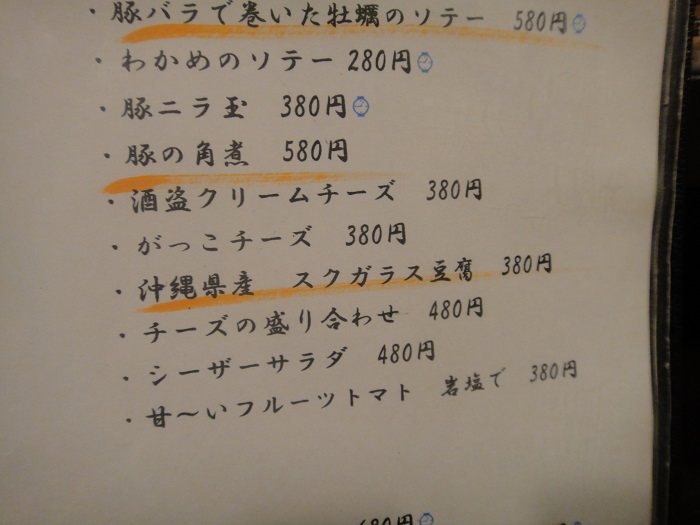 ・豚バラで巻いた牡蠣のソテー 580円
・わかめのソテー 280円
・豚ニラ玉 380円
・豚の角煮 580円
・酒盗クリームチーズ 380円
・がっこチーズ 380円
・沖縄県産 スクガラス豆腐 380円
・チーズの盛り合わせ 480円
・シーザーサラダ 480円
・甘〜いフルーツトマト 岩塩で 380円